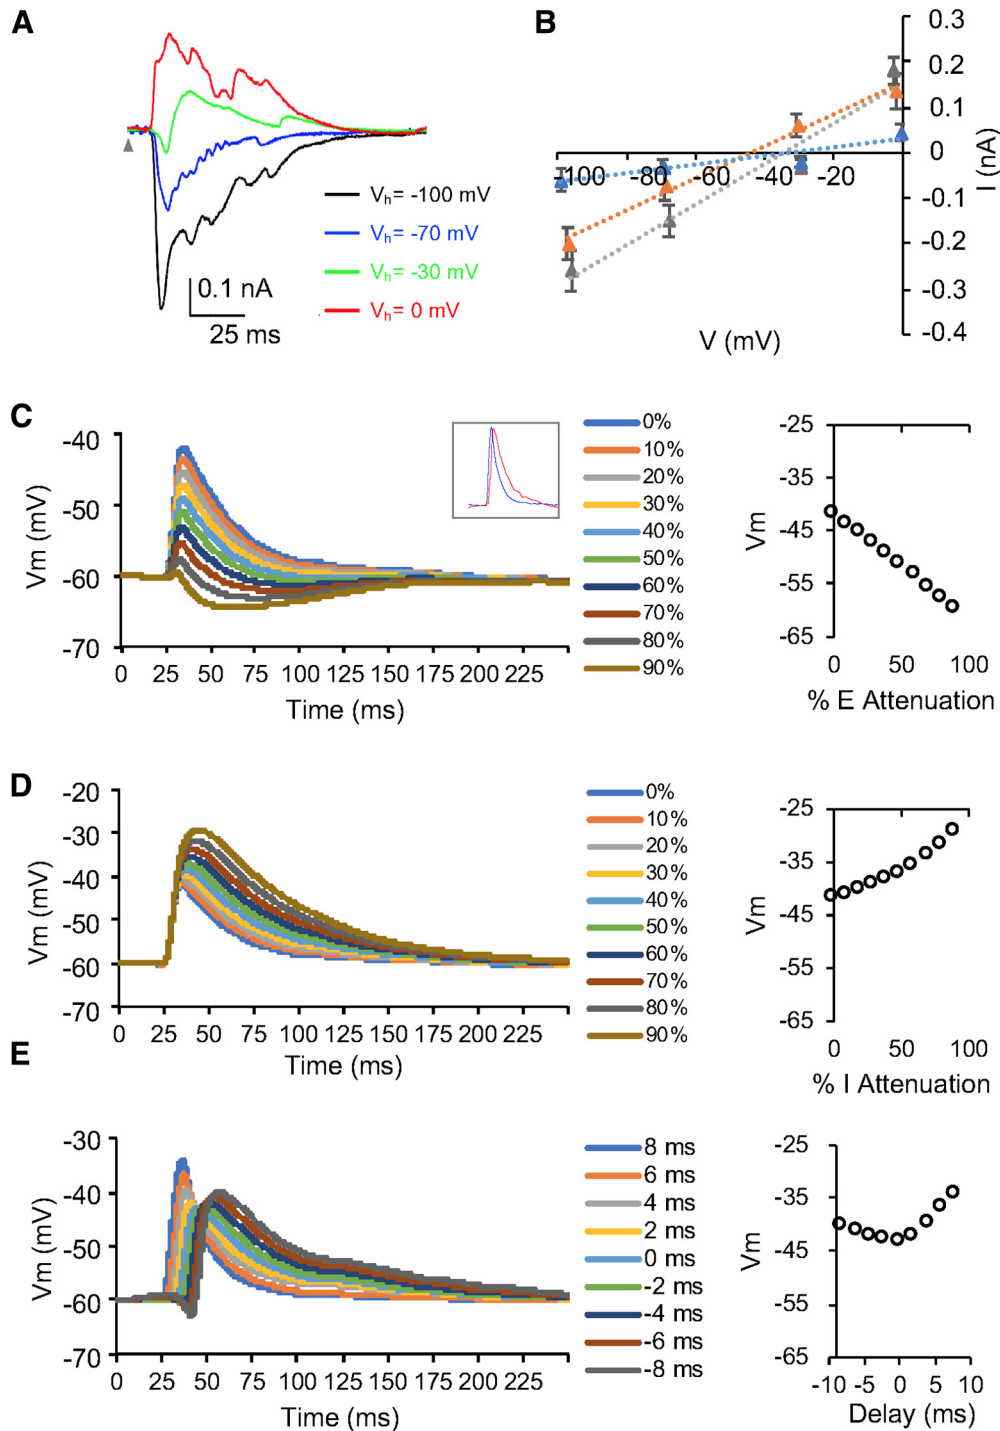 A
V_h= -100 mV
V_h= -70 mV
V_h= -30 mV
V_h= 0 mV
0.1 nA
25 ms
B
0.3
0.2
0.1
0
-0.1
-0.2
-0.3
-0.4
I (nA)
-100 -80 -60 -40 -20
V (mV)
C
-40
-50
-60
-70
Vm (mV)
0 25 50 75 100 125 150 175 200 225
Time (ms)
0%
10%
20%
30%
40%
50%
60%
70%
80%
90%
-25
-35
-45
-55
-65
Vm
0 50 100
% E Attenuation
D
-20
-30
-40
-50
-60
-70
Vm (mV)
0 25 50 75 100 125 150 175 200 225
Time (ms)
0%
10%
20%
30%
40%
50%
60%
70%
80%
90%
-25
-35
-45
-55
-65
Vm
0 50 100
% I Attenuation
E
-30
-40
-50
-60
-70
Vm (mV)
0 25 50 75 100 125 150 175 200 225
Time (ms)
8 ms
6 ms
4 ms
2 ms
0 ms
-2 ms
-4 ms
-6 ms
-8 ms
-25
-35
-45
-55
-65
Vm
-10 -5 0 5 10
Delay (ms)